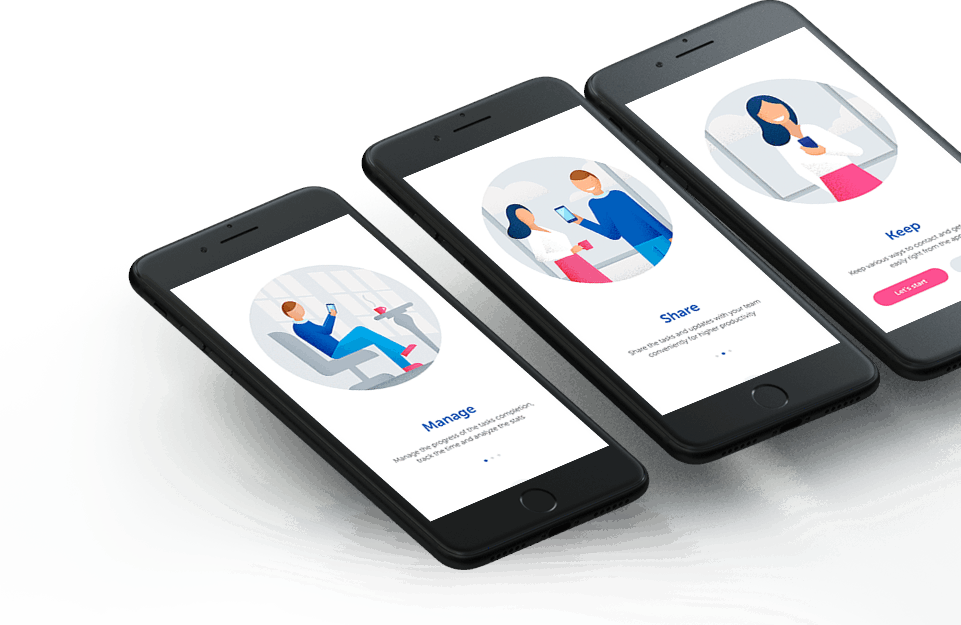 Manage
Manage the progress of the tasks completion,
track the time and analyze the stats
Share
Share the tasks and updates with your team
conveniently for higher productivity
Keep
Keep various ways to contact and get
easily right from the app
Let's start